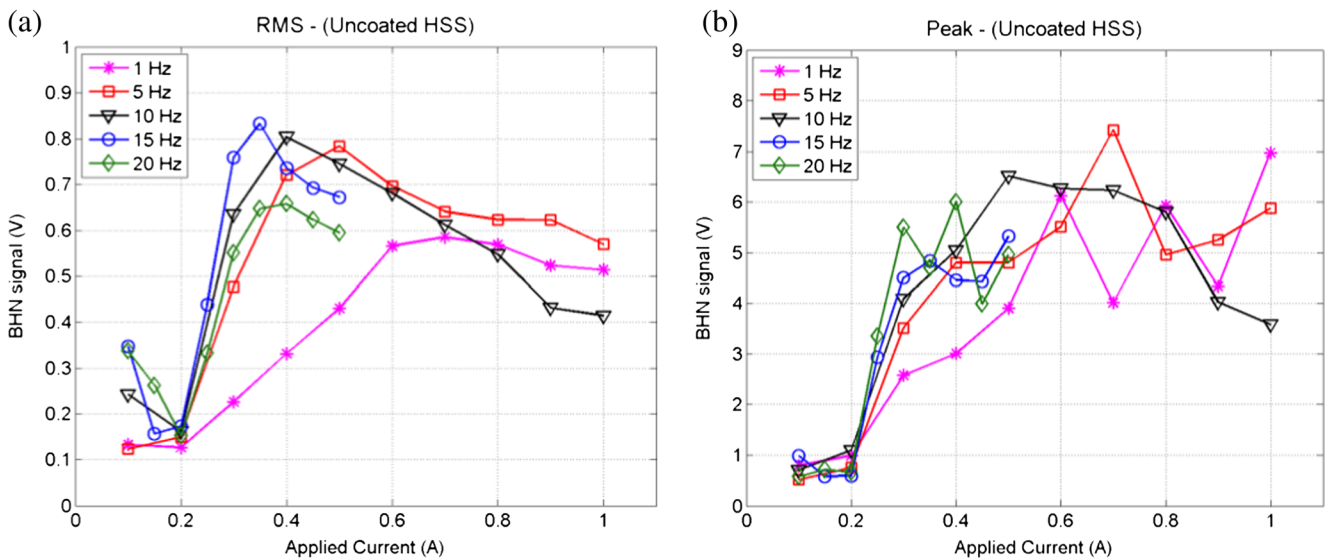 (a)
RMS - (Uncoated HSS)
1 Hz
5 Hz
10 Hz
15 Hz
20 Hz
BHN signal (V)
1
0.9
0.8
0.7
0.6
0.5
0.4
0.3
0.2
0.1
0
0 0.2 0.4 0.6 0.8 1
Applied Current (A)
(b)
Peak - (Uncoated HSS)
1 Hz
5 Hz
10 Hz
15 Hz
20 Hz
BHN signal (V)
9
8
7
6
5
4
3
2
1
0
0 0.2 0.4 0.6 0.8 1
Applied Current (A)